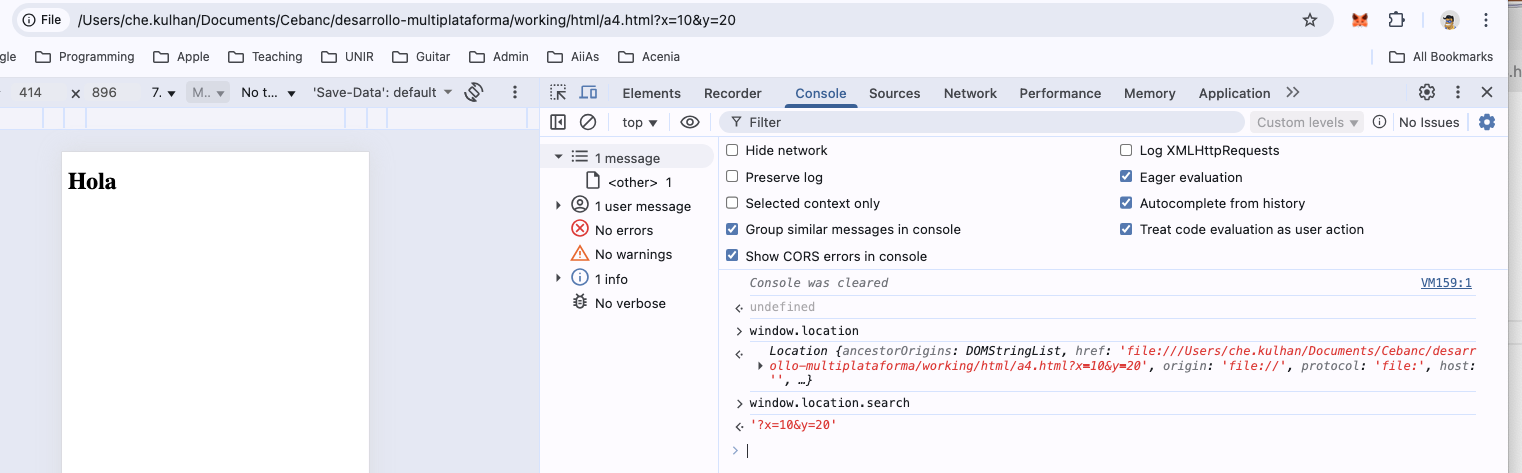 File /Users/che.kulhan/Documents/Cebanc/desarrollo-multiplataforma/working/html/a4.html?x=10&y=20
gle Programming Apple Teaching UNIR Guitar Admin AiiAs Acenia All Bookmarks
414 × 896 7. ▼ M.. ▼ No t... ▼ 'Save-Data': default ▼
Elements Recorder Console Sources Network Performance Memory Application
top ▼ Filter Custom levels ▼ No Issues
Hola
1 message
<other> 1
1 user message
No errors
No warnings
1 info
No verbose
Hide network Log XMLHttpRequests
Preserve log Eager evaluation
Selected context only Autocomplete from history
Group similar messages in console Treat code evaluation as user action
Show CORS errors in console
Console was cleared VM159:1
undefined
window.location
Location {ancestorOrigins: DOMStringList, href: 'file:///Users/che.kulhan/Documents/Cebanc/desarr
ollo-multiplataforma/working/html/a4.html?x=10&y=20', origin: 'file://', protocol: 'file:', host:
'', …}
window.location.search
'?x=10&y=20'